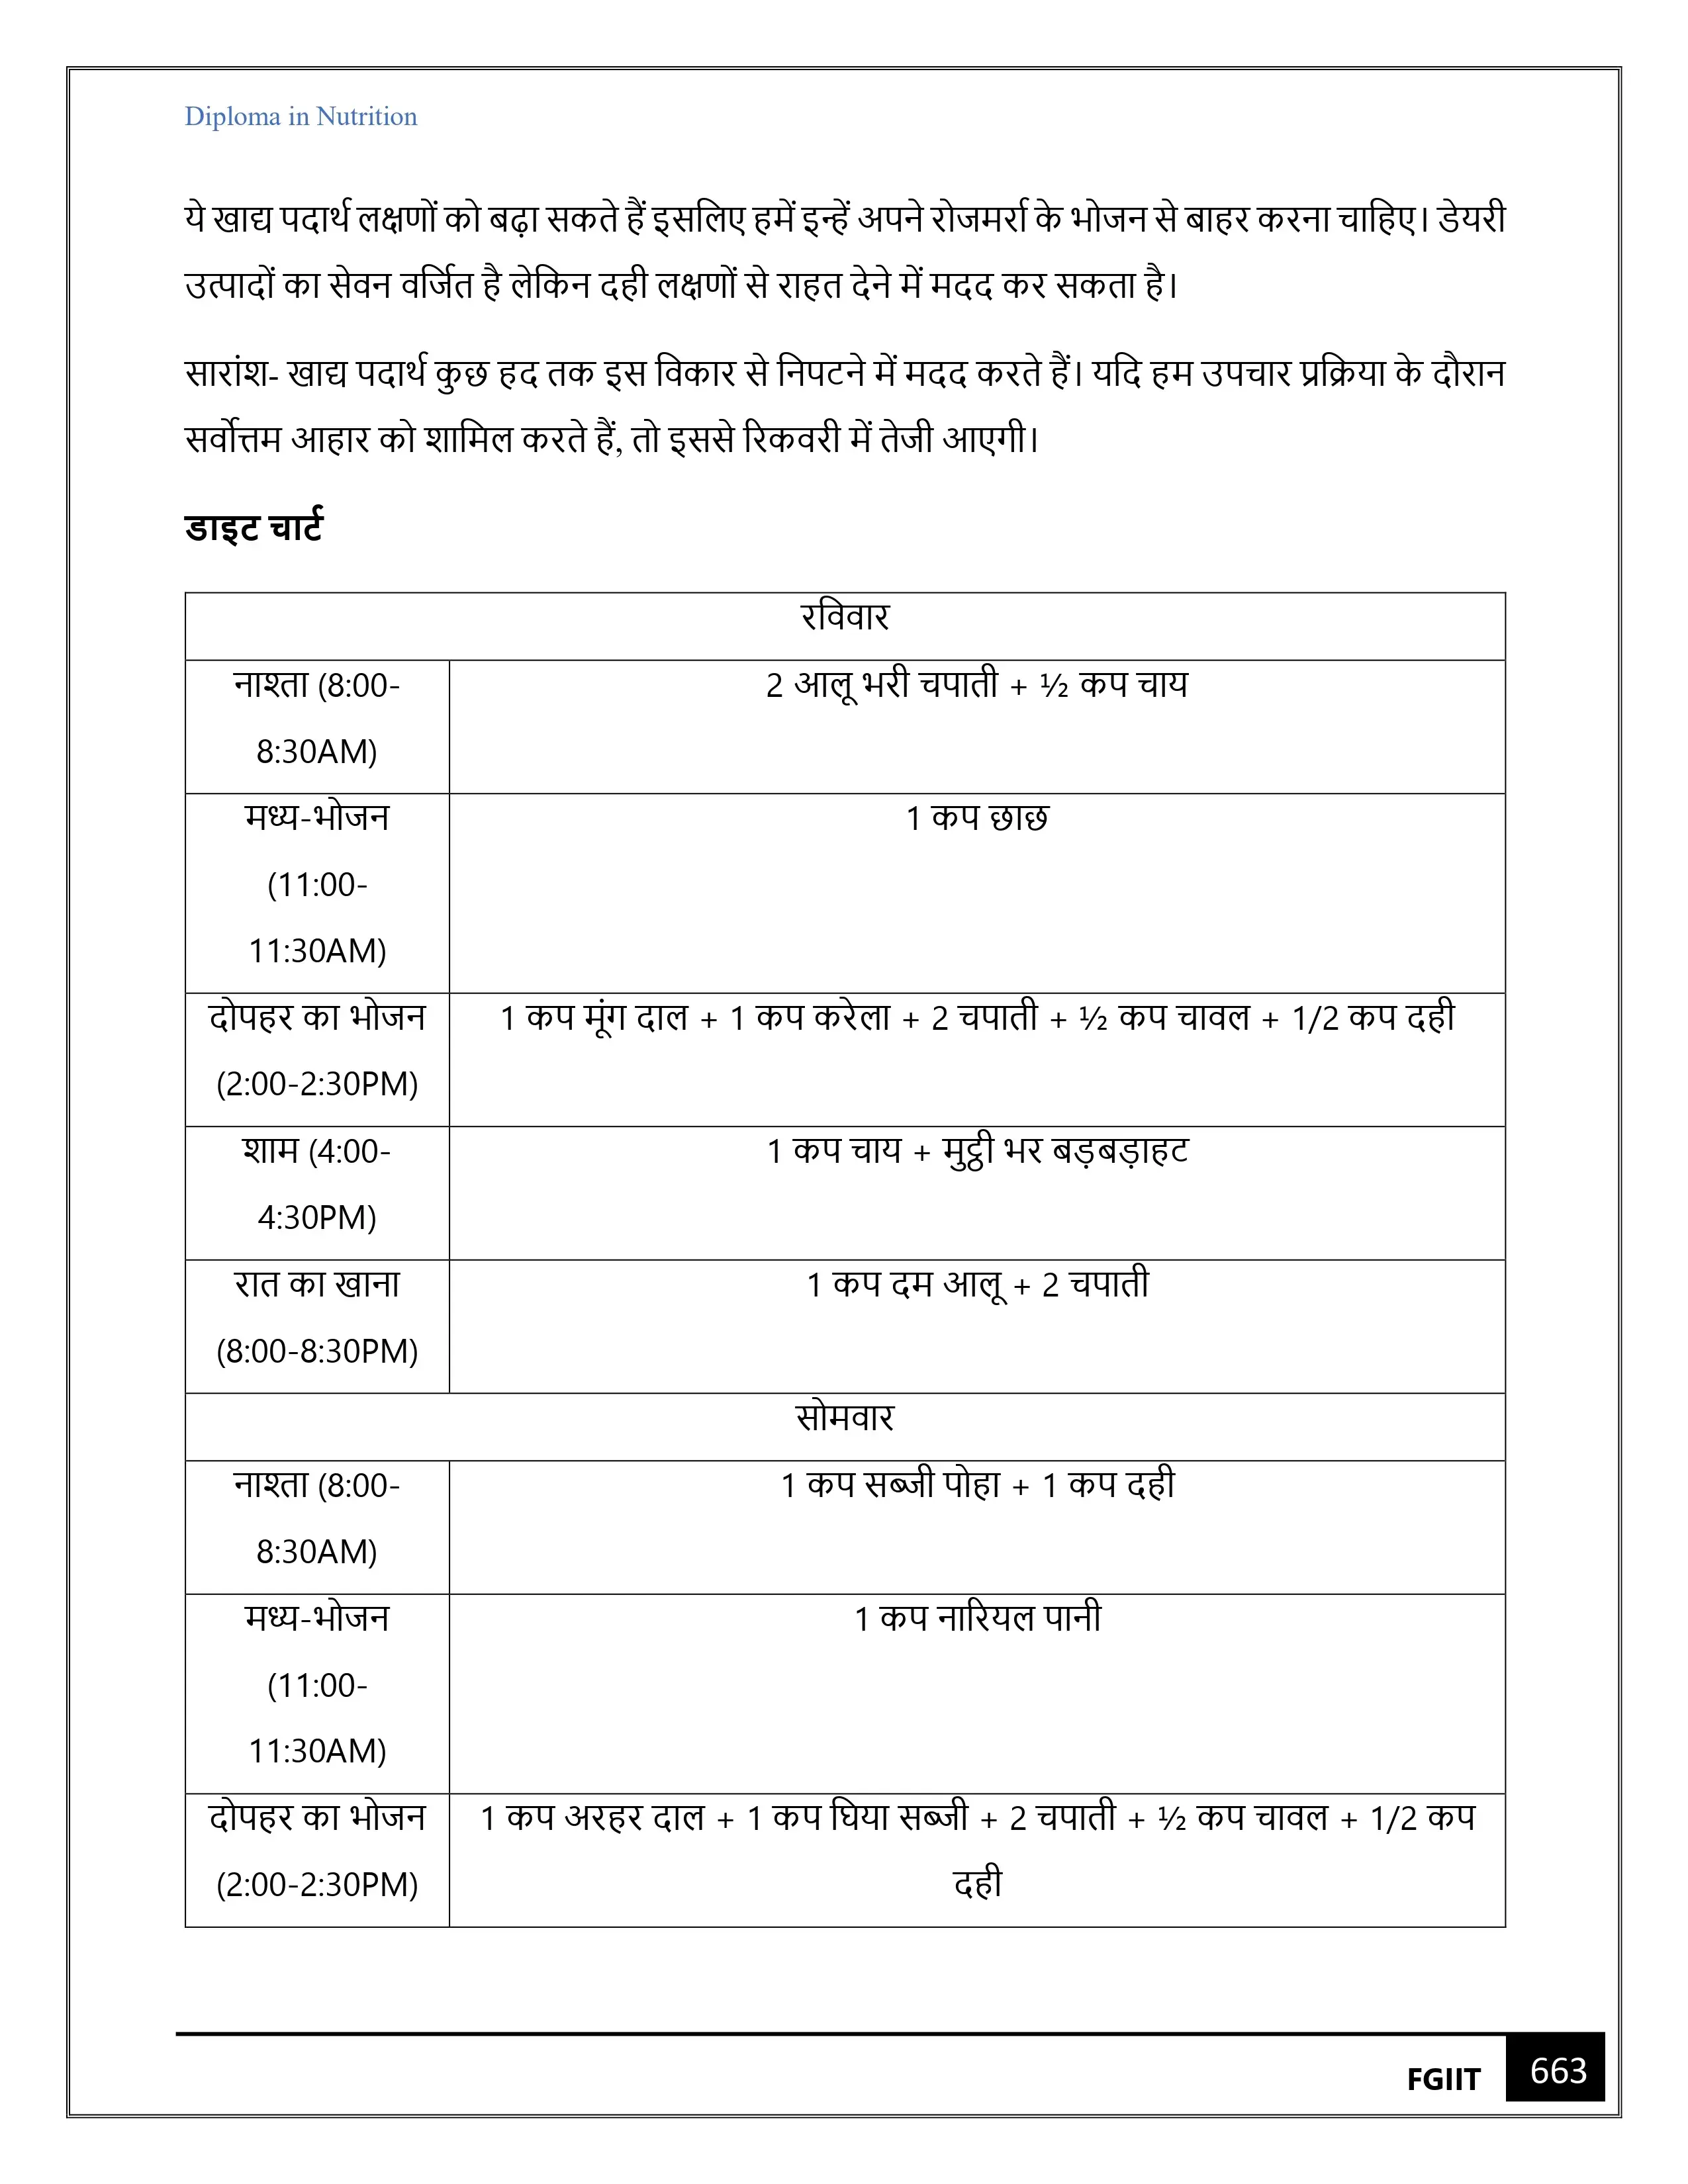 Diploma in Nutrition
ये खाद्य पदार्थ लक्षणों को बढ़ा सकते हैं इसलिए हमें इन्हें अपने रोजमर्रा के भोजन से बाहर करना चाहिए। डेयरी
उत्पादों का सेवन वर्जित है लेकिन दही लक्षणों से राहत देने में मदद कर सकता है।
सारांश- खाद्य पदार्थ कुछ हद तक इस विकार से निपटने में मदद करते हैं। यदि हम उपचार प्रक्रिया के दौरान
सर्वोत्तम आहार को शामिल करते हैं, तो इससे रिकवरी में तेजी आएगी।
डाइट चार्ट
रविवार
नाश्ता (8:00-
8:30AM)
2 आलू भरी चपाती + ½ कप चाय
मध्य-भोजन
(11:00-
11:30AM)
1 कप छाछ
दोपहर का भोजन
(2:00-2:30PM)
1 कप मूंग दाल + 1 कप करेला + 2 चपाती + ½ कप चावल + 1/2 कप दही
शाम (4:00-
4:30PM)
1 कप चाय + मुट्ठी भर बड़बड़ाहट
रात का खाना
(8:00-8:30PM)
1 कप दम आलू + 2 चपाती
सोमवार
नाश्ता (8:00-
8:30AM)
1 कप सब्जी पोहा + 1 कप दही
मध्य-भोजन
(11:00-
11:30AM)
1 कप नारियल पानी
दोपहर का भोजन
(2:00-2:30PM)
1 कप अरहर दाल + 1 कप घिया सब्जी + 2 चपाती + ½ कप चावल + 1/2 कप
दही
FGIIT
663